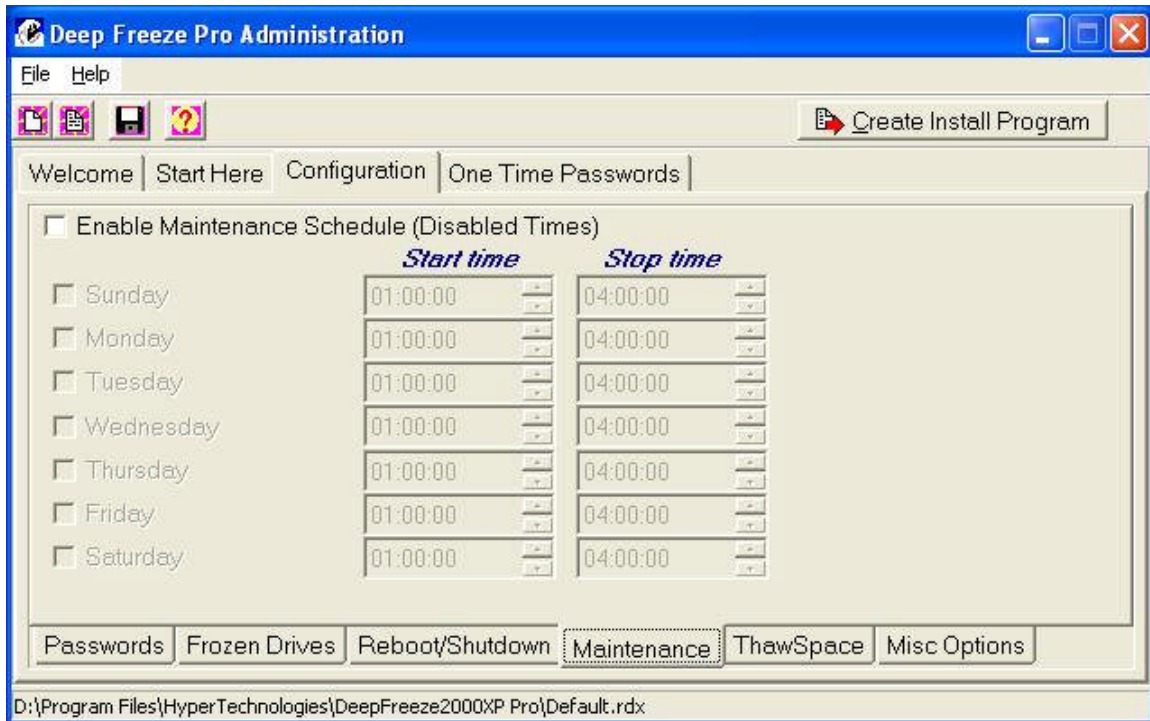 Deep Freeze Pro Administration
File Help
Create Install Program
Welcome Start Here Configuration One Time Passwords
Enable Maintenance Schedule (Disabled Times)
Start time Stop time
Sunday 01:00:00 04:00:00
Monday 01:00:00 04:00:00
Tuesday 01:00:00 04:00:00
Wednesday 01:00:00 04:00:00
Thursday 01:00:00 04:00:00
Friday 01:00:00 04:00:00
Saturday 01:00:00 04:00:00
Passwords Frozen Drives Reboot/Shutdown Maintenance ThawSpace Misc Options
D:\Program Files\HyperTechnologies\DeepFreeze2000XP Pro\Default.rdx